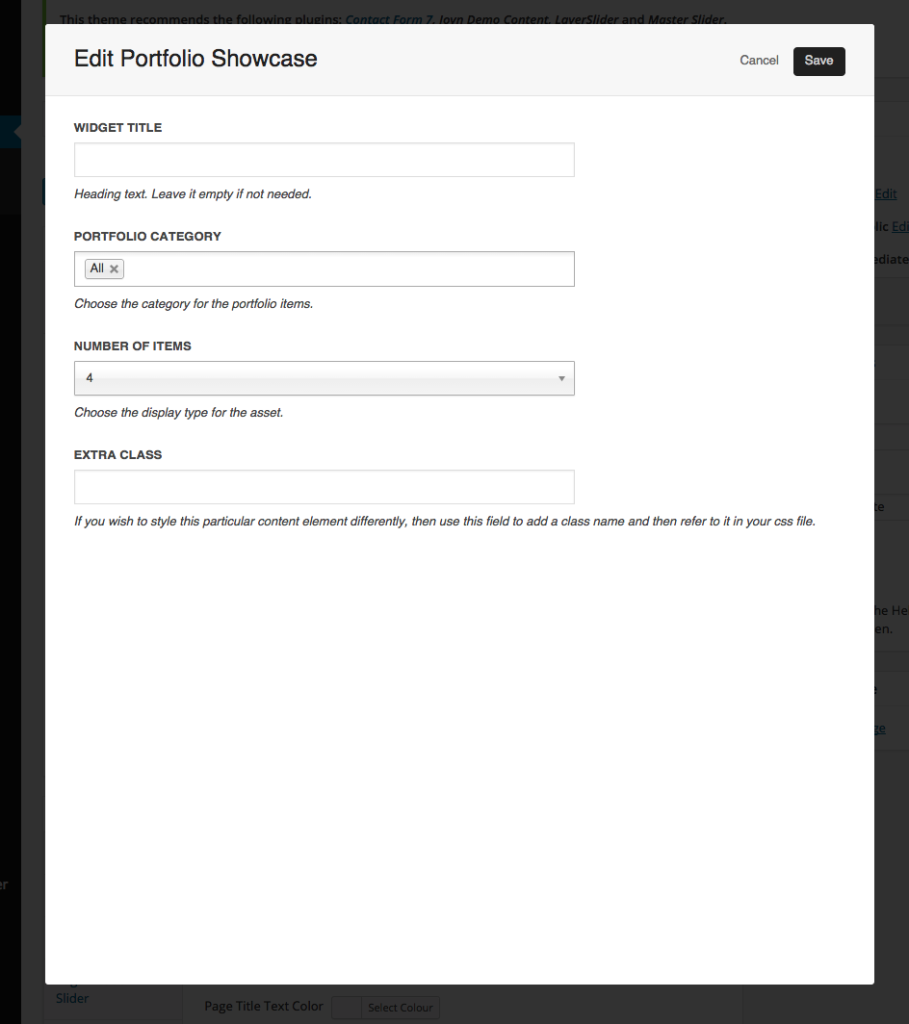 This theme recommends the following plugins: Contact Form 7, Joyn Demo Content, LayerSlider and Master Slider.
Edit Portfolio Showcase
Cancel
Save
WIDGET TITLE
Heading text. Leave it empty if not needed.
Edit
PORTFOLIO CATEGORY
lic Edi
All
ediate
Choose the category for the portfolio items.
NUMBER OF ITEMS
4
Choose the display type for the asset.
EXTRA CLASS
If you wish to style this particular content element differently, then use this field to add a class name and then refer to it in your css file.
he He
en.
ge
er
Slider
Page Title Text Color
Select Colour